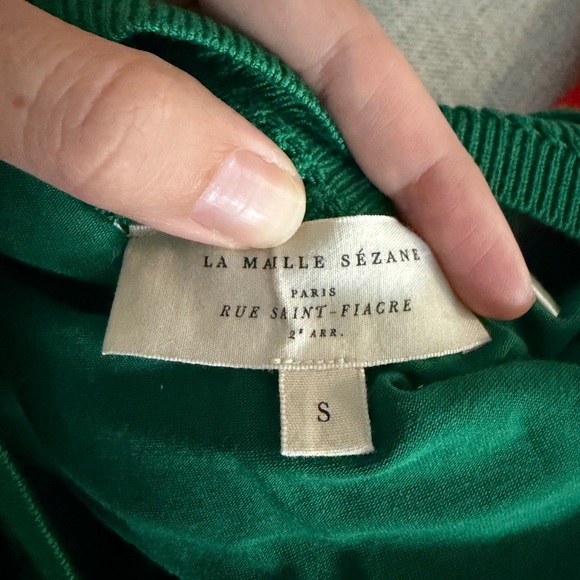 LA MAILLE SÉZANE
PARIS
RUE SAINT-FIACRE
2E ARR.
S